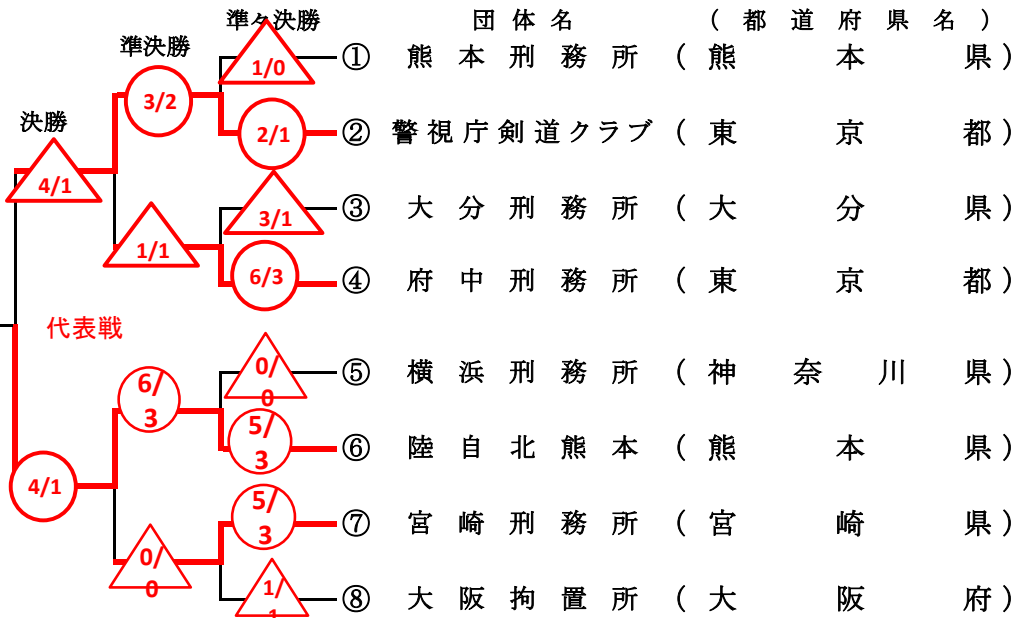 準々決勝 団体名 (都道府県名)
準決勝
決勝
1/0 ① 熊本刑務所 (熊本県)
3/2
2/1 ② 警視庁剣道クラブ (東京都)
4/1
3/1 ③ 大分刑務所 (大分県)
1/1
6/3 ④ 府中刑務所 (東京都)
代表戦
0/0 ⑤ 横浜刑務所 (神奈川県)
6/3
5/3 ⑥ 陸自北熊本 (熊本県)
4/1
5/3 ⑦ 宮崎刑務所 (宮崎県)
0/0
1/1 ⑧ 大阪拘置所 (大阪府)